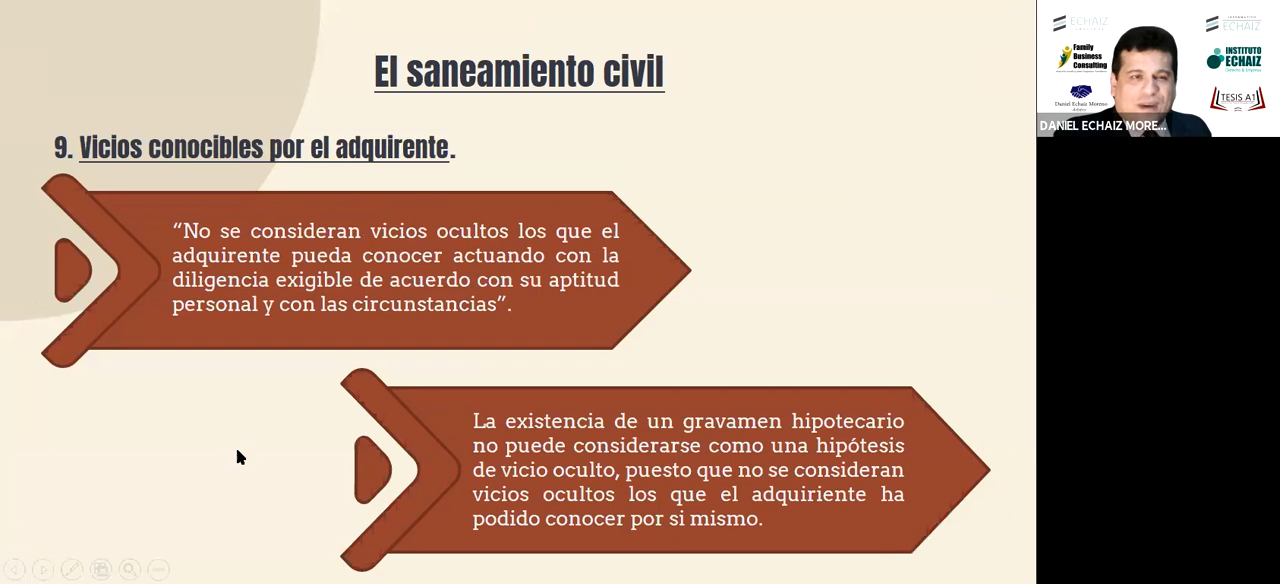 El saneamiento civil
9. Vicios conocibles por el adquirente.
“No se consideran vicios ocultos los que el
adquirente pueda conocer actuando con la
diligencia exigible de acuerdo con su aptitud
personal y con las circunstancias”.
La existencia de un gravamen hipotecario
no puede considerarse como una hipótesis
de vicio oculto, puesto que no se consideran
vicios ocultos los que el adquiriente ha
podido conocer por si mismo.
ECHAIZ
ECHAIZ
Family
Business
Consulting
INSTITUTO
ECHAIZ
Daniel Echaiz Moreno
TESIS A1
DANIEL ECHAIZ MORE...